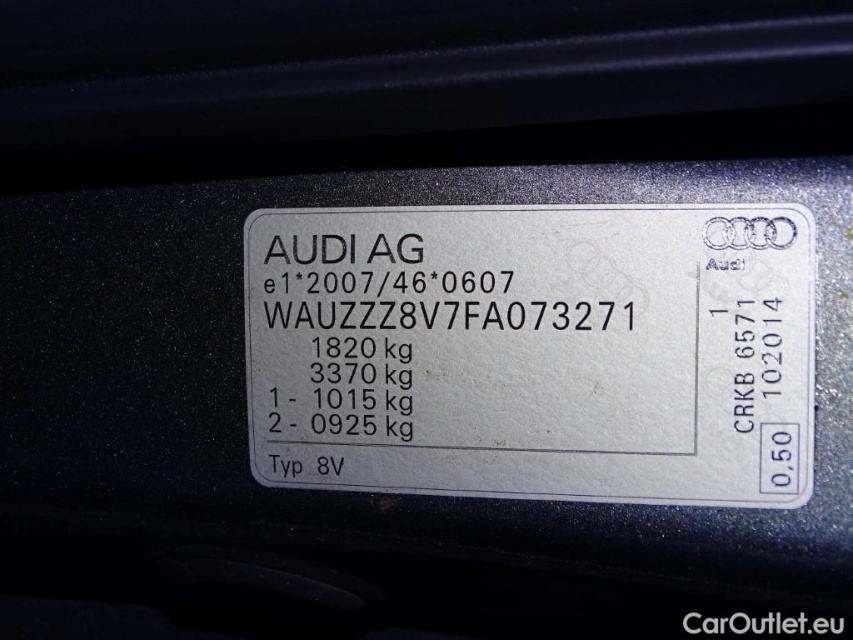 AUDI AG
e1*2007/46*0607
WAUZZZ8V7FA073271
1820 kg
3370 kg
1 - 1015 kg
2 - 0925 kg
Typ 8V
Audi
1
CRKB 6571
102014
0,50
CarOutlet.eu